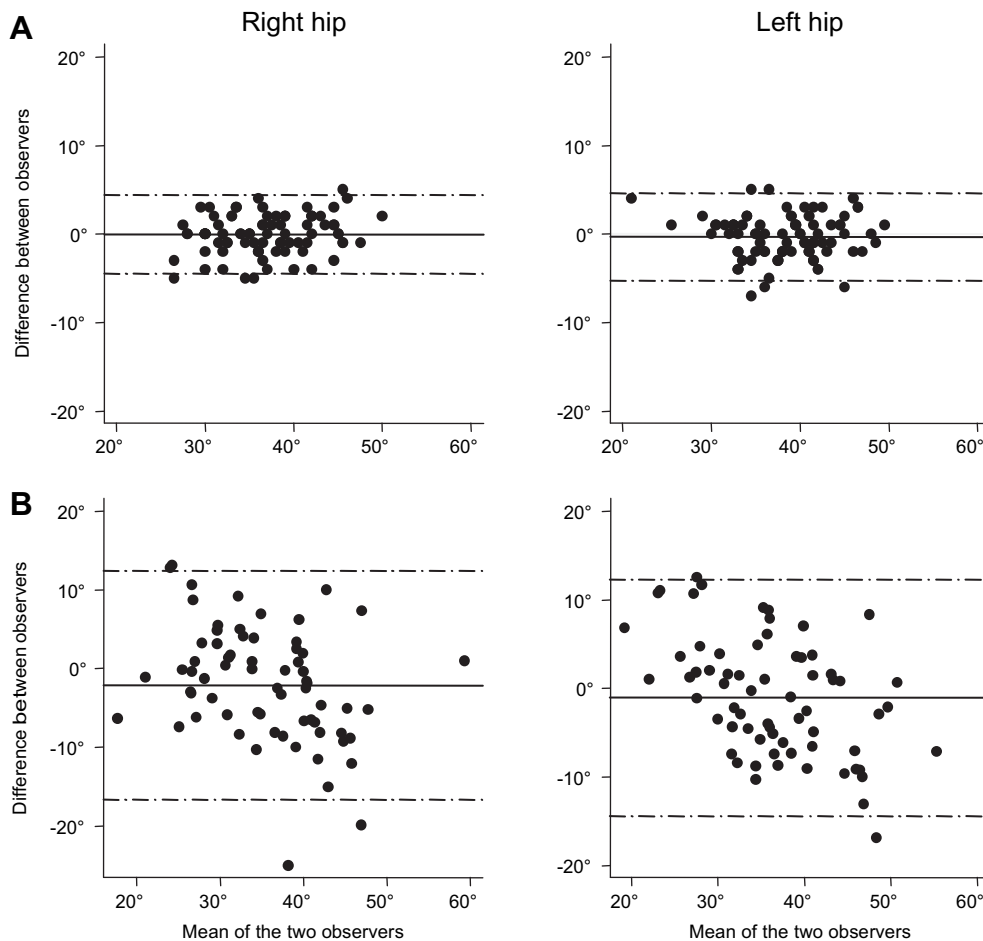 A
Right hip
Left hip
Difference between observers
20°
10°
0°
-10°
-20°
20° 30° 40° 50° 60°
20°
10°
0°
-10°
-20°
20° 30° 40° 50° 60°
B
Difference between observers
20°
10°
0°
-10°
-20°
20° 30° 40° 50° 60°
Mean of the two observers
20°
10°
0°
-10°
-20°
20° 30° 40° 50° 60°
Mean of the two observers